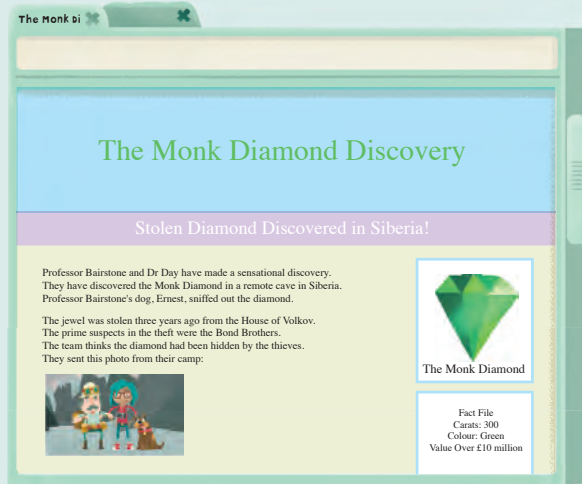 The Monk Di
The Monk Diamond Discovery
Stolen Diamond Discovered in Siberia!
Professor Bairstone and Dr Day have made a sensational discovery.
They have discovered the Monk Diamond in a remote cave in Siberia.
Professor Bairstone's dog, Ernest, sniffed out the diamond.
The jewel was stolen three years ago from the House of Volkov.
The prime suspects in the theft were the Bond Brothers.
The team thinks the diamond had been hidden by the thieves.
They sent this photo from their camp:
The Monk Diamond
Fact File
Carats: 300
Colour: Green
Value Over £10 million